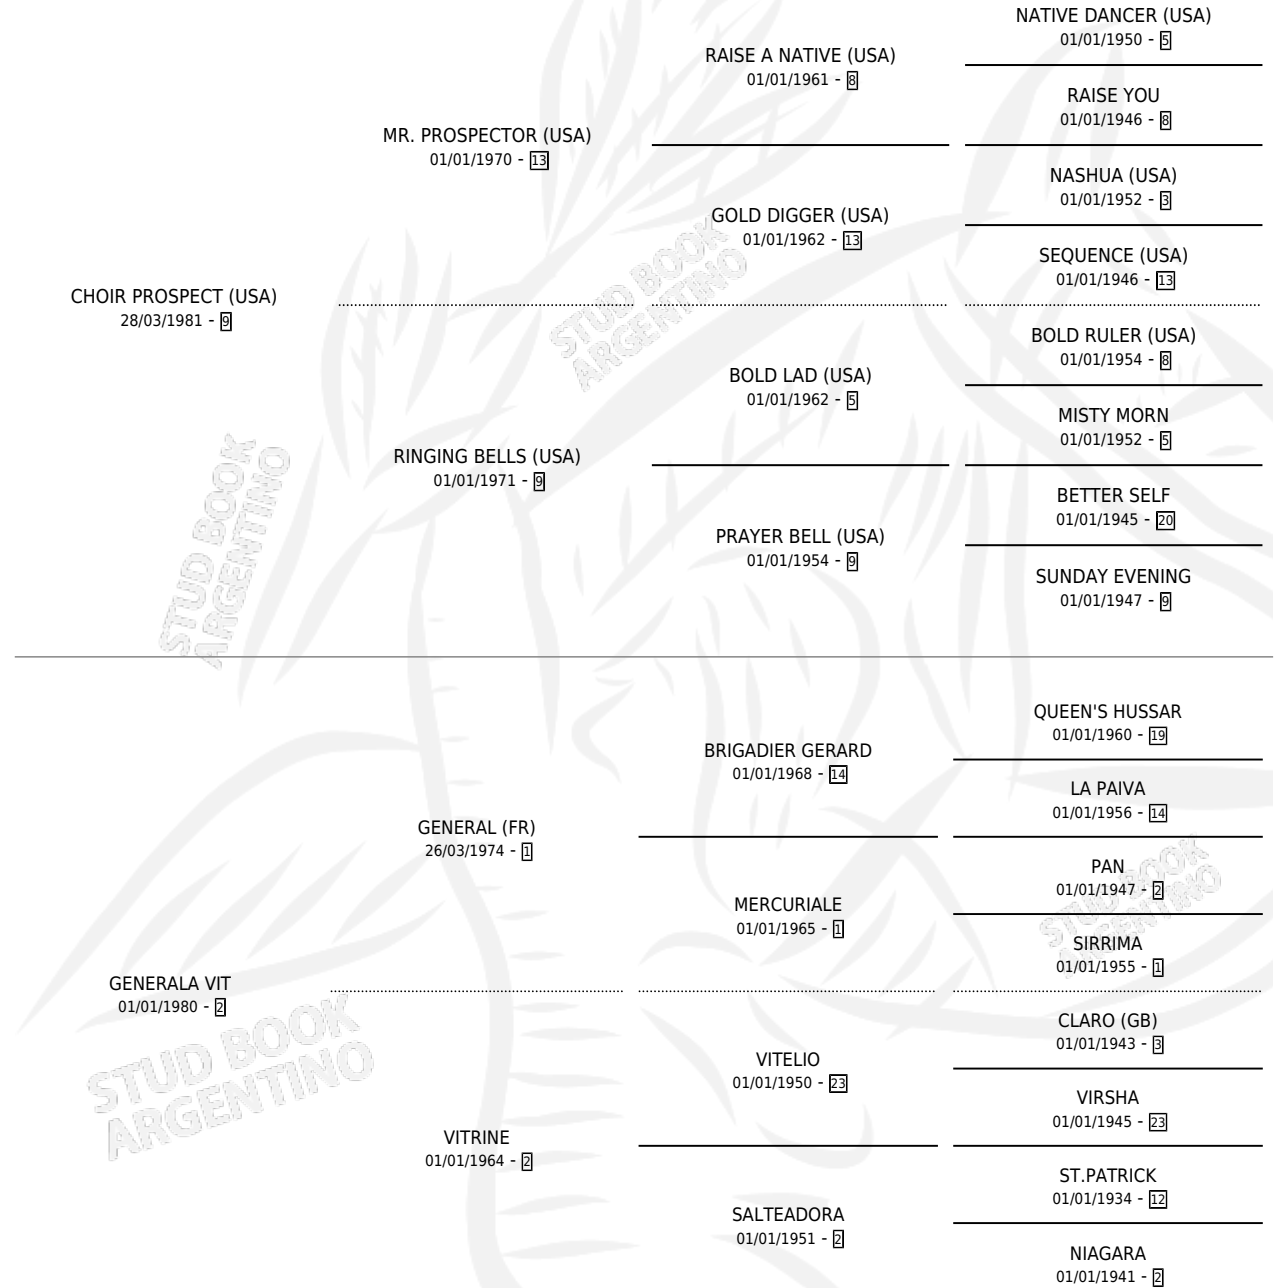 NATIVE DANCER (USA)
01/01/1950 - 5
RAISE A NATIVE (USA)
01/01/1961 - 8
RAISE YOU
01/01/1946 - 8
MR. PROSPECTOR (USA)
01/01/1970 - 13
NASHUA (USA)
01/01/1952 - 3
GOLD DIGGER (USA)
01/01/1962 - 13
SEQUENCE (USA)
01/01/1946 - 13
CHOIR PROSPECT (USA)
28/03/1981 - 9
STUD BOOK
ARGENTINO
BOLD RULER (USA)
01/01/1954 - 8
BOLD LAD (USA)
01/01/1962 - 5
MISTY MORN
01/01/1952 - 5
RINGING BELLS (USA)
01/01/1971 - 9
STUD BOOK
ARGENTINO
BETTER SELF
01/01/1945 - 20
PRAYER BELL (USA)
01/01/1954 - 9
SUNDAY EVENING
01/01/1947 - 9
QUEEN'S HUSSAR
01/01/1960 - 19
BRIGADIER GERARD
01/01/1968 - 14
LA PAIVA
01/01/1956 - 14
GENERAL (FR)
26/03/1974 - 1
PAN
01/01/1947 - 2
STUD BOOK
ARGENTINO
MERCURIALE
01/01/1965 - 1
SIRRIMA
01/01/1955 - 1
GENERALA VIT
01/01/1980 - 2
STUD BOOK
ARGENTINO
CLARO (GB)
01/01/1943 - 3
VITELIO
01/01/1950 - 23
VIRSHA
01/01/1945 - 23
VITRINE
01/01/1964 - 2
ST.PATRICK
01/01/1934 - 12
SALTEADORA
01/01/1951 - 2
NIAGARA
01/01/1941 - 2